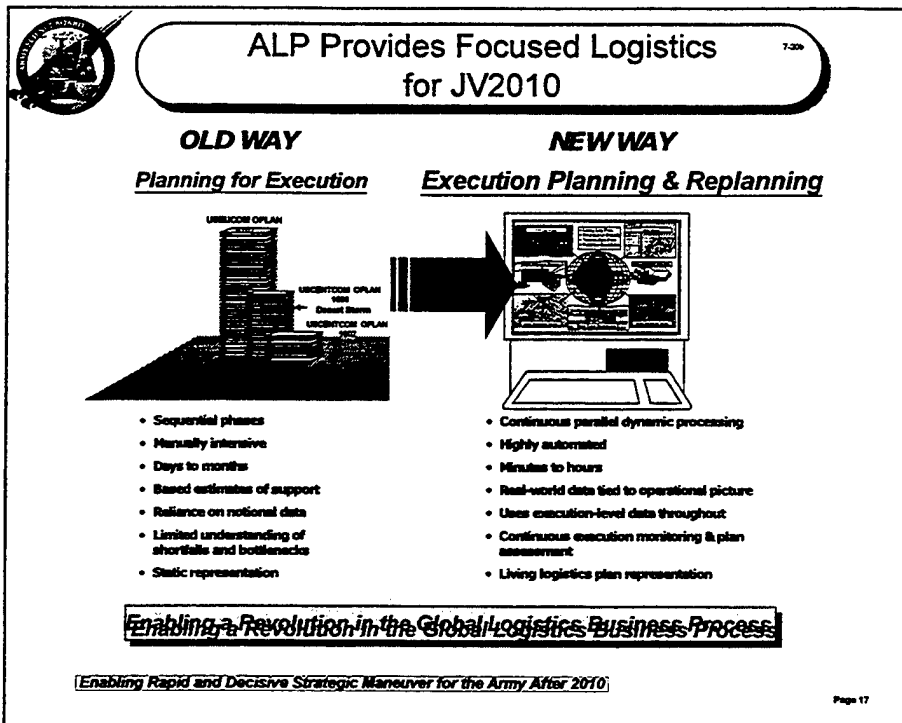 ALP Provides Focused Logistics
for JV2010
OLD WAY
Planning for Execution
USEUCOM OPLAN
USCENTCOM OPLAN
Desert Storm
USCENTCOM OPLAN
• Sequential phases
• Manually intensive
• Days to months
• Based estimates of support
• Reliance on notional data
• Limited understanding of
shortfalls and bottlenecks
• Static representation
NEW WAY
Execution Planning & Replanning
• Continuous parallel dynamic processing
• Highly automated
• Minutes to hours
• Real-world data tied to operational picture
• Uses execution-level data throughout
• Continuous execution monitoring & plan
assessment
• Living logistics plan representation
Enabling a Revolution in the Global Logistics Business Process
Enabling Rapid and Decisive Strategic Maneuver for the Army After 2010
Page 17